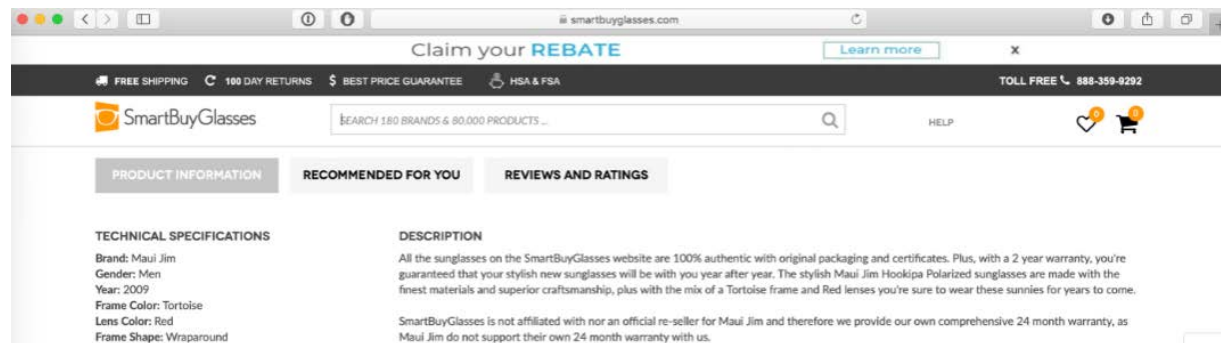 smartbuyglasses.com
Claim your REBATE
Learn more
x
FREE SHIPPING 100 DAY RETURNS $ BEST PRICE GUARANTEE HSA & FSA
TOLL FREE 888-359-9292
SmartBuyGlasses
SEARCH 180 BRANDS & 80,000 PRODUCTS ...
HELP
0 0
PRODUCT INFORMATION
RECOMMENDED FOR YOU
REVIEWS AND RATINGS
TECHNICAL SPECIFICATIONS
Brand: Maui Jim
Gender: Men
Year: 2009
Frame Color: Tortoise
Lens Color: Red
Frame Shape: Wraparound
DESCRIPTION
All the sunglasses on the SmartBuyGlasses website are 100% authentic with original packaging and certificates. Plus, with a 2 year warranty, you're
guaranteed that your stylish new sunglasses will be with you year after year. The stylish Maui Jim Hookipa Polarized sunglasses are made with the
finest materials and superior craftsmanship, plus with the mix of a Tortoise frame and Red lenses you're sure to wear these sunnies for years to come.
SmartBuyGlasses is not affiliated with nor an official re-seller for Maui Jim and therefore we provide our own comprehensive 24 month warranty, as
Maui Jim do not support their own 24 month warranty with us.